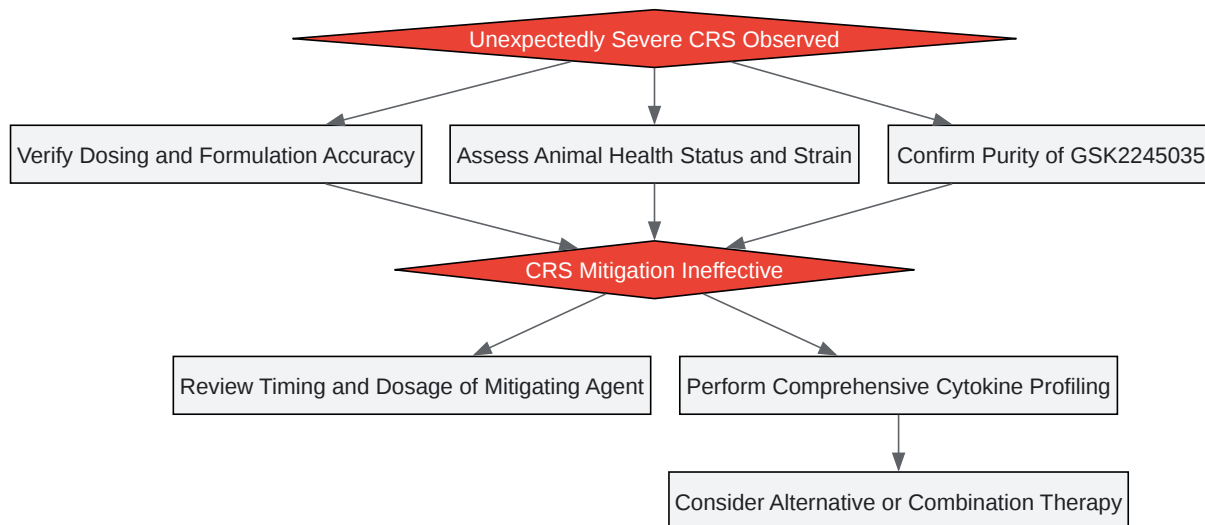 Unexpectedly Severe CRS Observed
Verify Dosing and Formulation Accuracy
Assess Animal Health Status and Strain
Confirm Purity of GSK2245035
CRS Mitigation Ineffective
Review Timing and Dosage of Mitigating Agent
Perform Comprehensive Cytokine Profiling
Consider Alternative or Combination Therapy